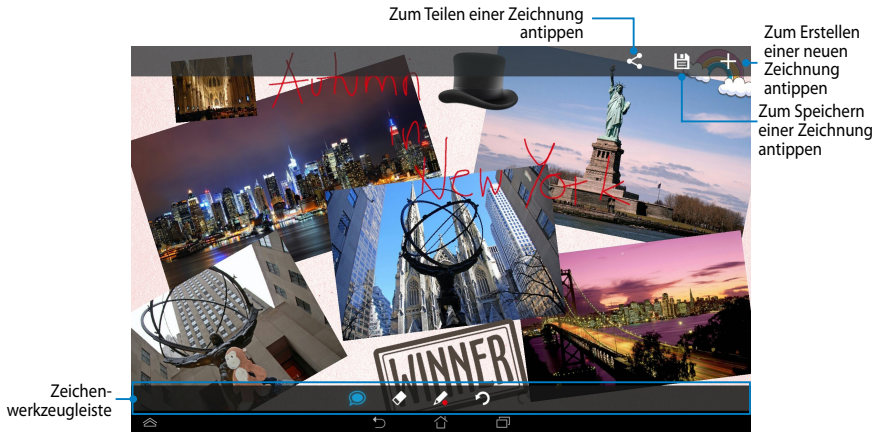 Zum Teilen einer Zeichnung
antippen
Zum Erstellen
einer neuen
Zeichnung
antippen
Zum Speichern
einer Zeichnung
antippen
Autumn
in
New York
WINNER
Zeichen-
werkzeugleiste